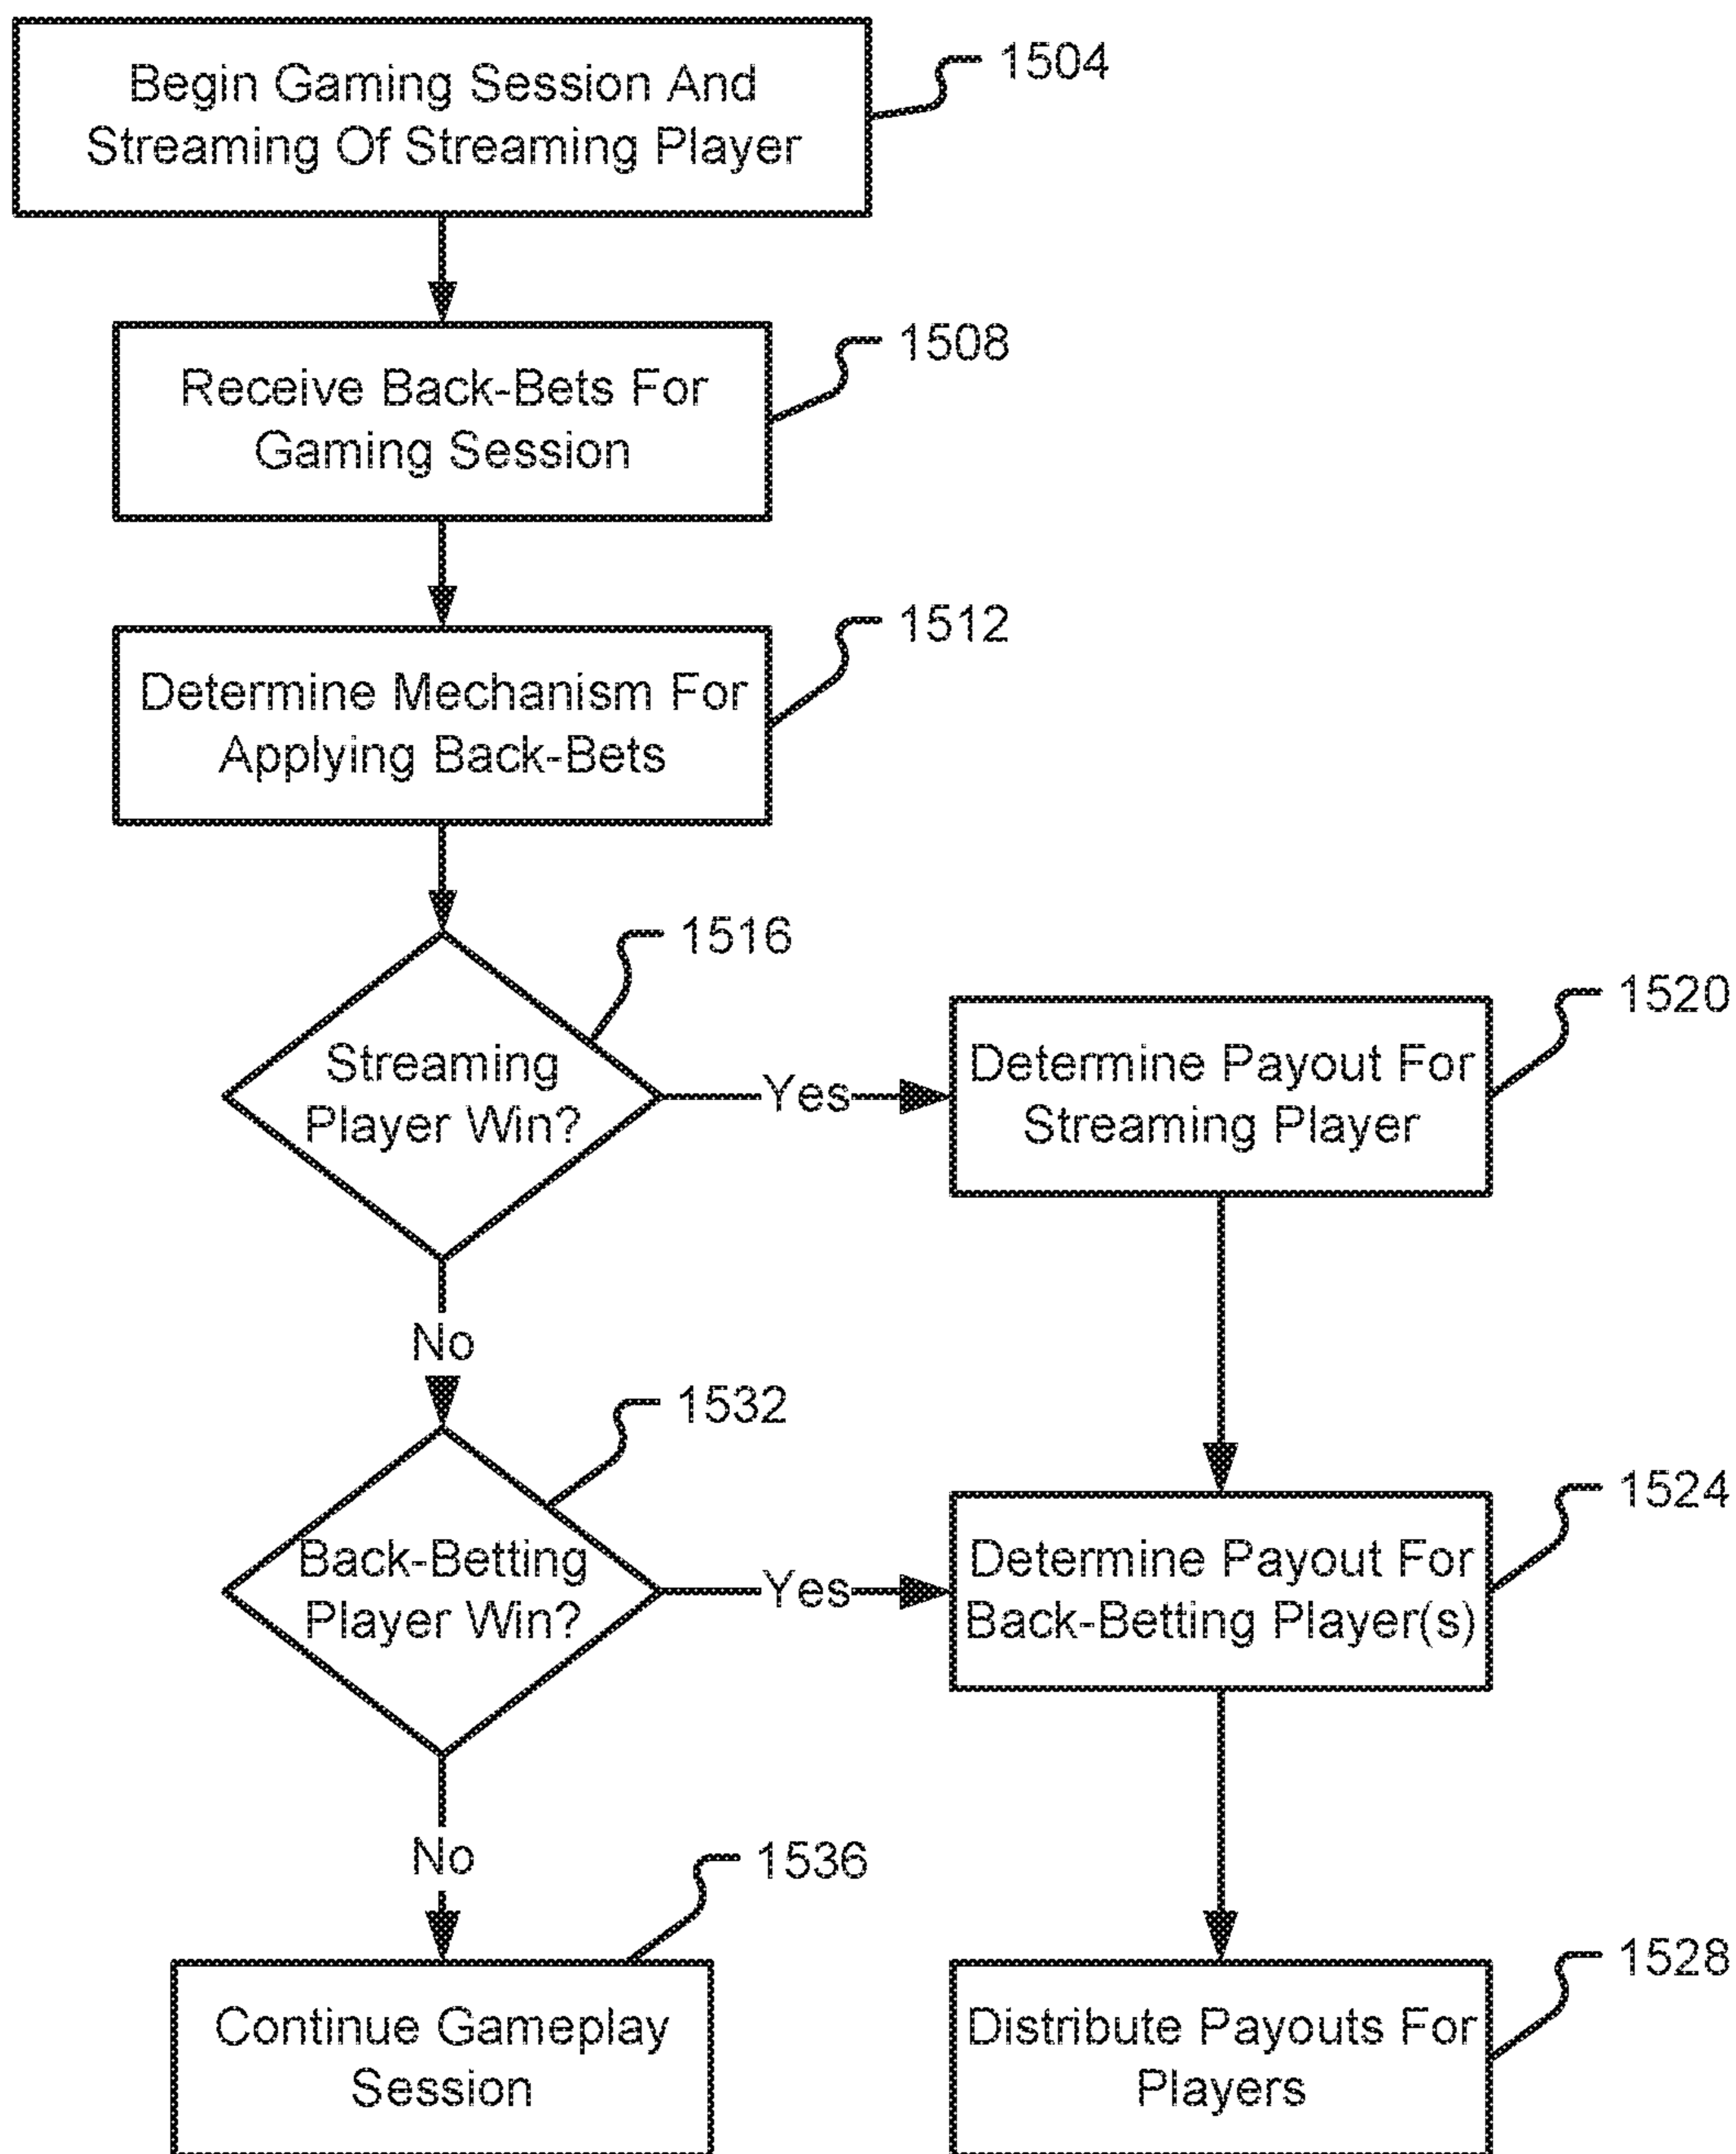 Begin Gaming Session And
Streaming Of Streaming Player
1504
Receive Back-Bets For
Gaming Session
1508
Determine Mechanism For
Applying Back-Bets
1512
Streaming
Player Win?
1516
Yes
Determine Payout For
Streaming Player
1520
No
Back-Betting
Player Win?
1532
Yes
Determine Payout For
Back-Betting Player(s)
1524
No
Continue Gameplay
Session
1536
Distribute Payouts For
Players
1528